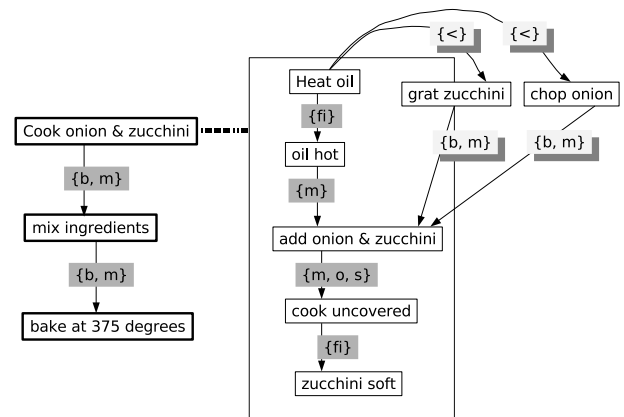 {<}
{<}
Heat oil
grat zucchini
chop onion
{fi}
Cook onion & zucchini
{b, m}
{b, m}
oil hot
{b, m}
{m}
mix ingredients
add onion & zucchini
{b, m}
{m, o, s}
cook uncovered
bake at 375 degrees
{fi}
zucchini soft